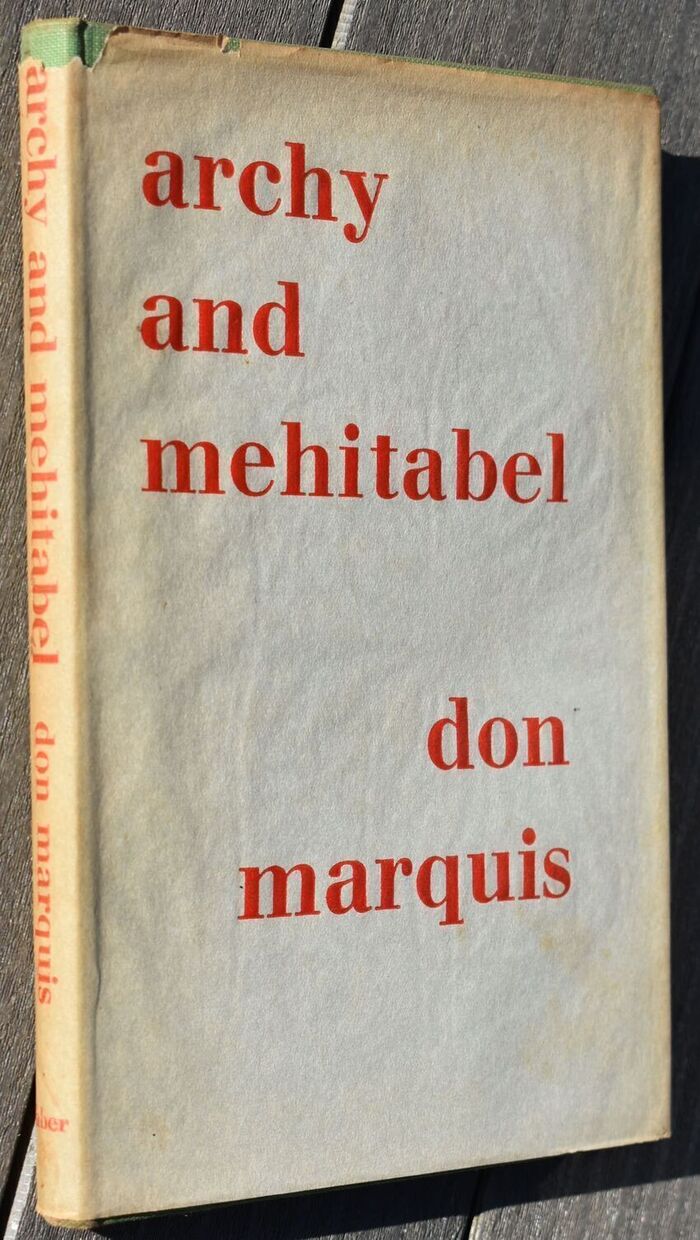 archy
and
mehitabel
don
marquis
archy and mehitabel don marquis